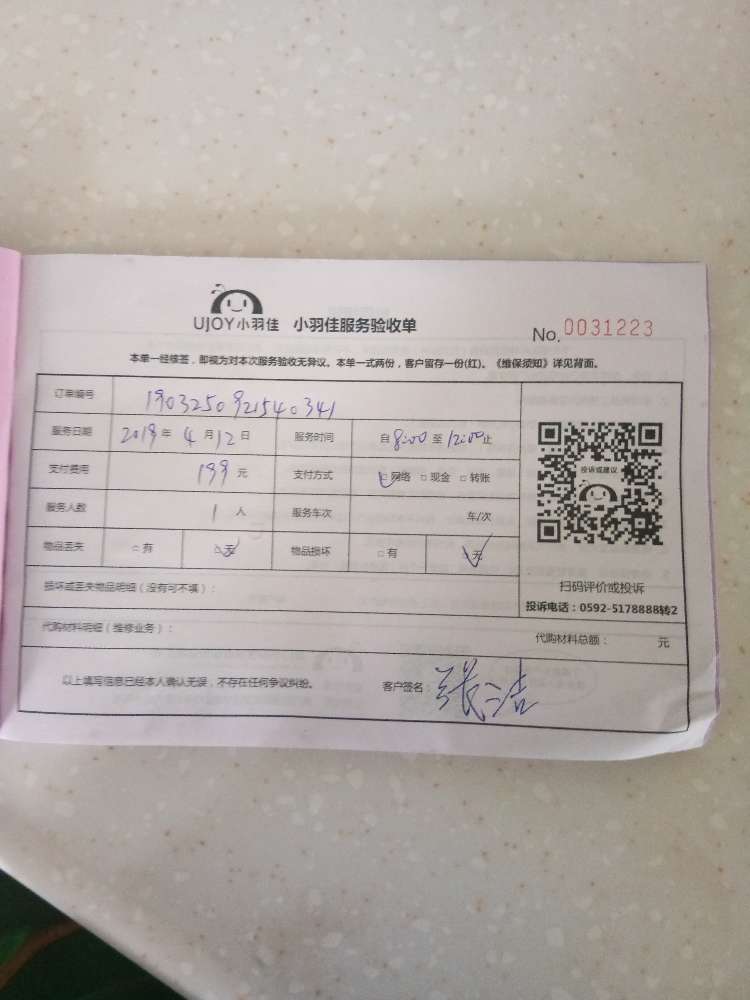 UJOY小羽佳 小羽佳服务验收单
No. 0031223
本单一经核签，即视为对本次服务验收无异议。本单一式两份，客户留存一份(红)。《维保须知》详见背面。
订单编号 1903250921540341
服务日期 2019年 4月12日 服务时间 自 8:00 至 12:00 止
支付费用 199 元 支付方式 □网络 □现金 □转账
服务人数 1 人 服务车次 车/次
物品丢失 □有 □无 物品损坏 □有 □无
投诉或建议
扫码评价或投诉
投诉电话：0592-5178888转2
损坏或丢失物品明细（没有可不填）：
代购材料明细（维修业务）： 代购材料总额： 元
以上填写信息已经本人确认无误，不存在任何争议纠纷。 客户签名：张洁